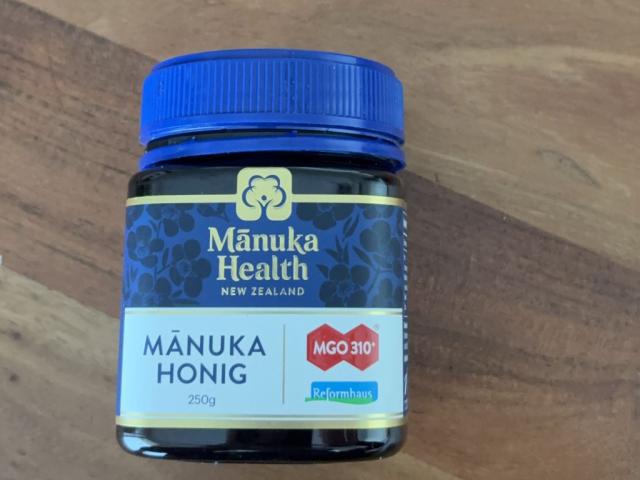 Mānuka
Health
NEW ZEALAND
MĀNUKA
HONIG
250g
MGO 310+
Reformhaus